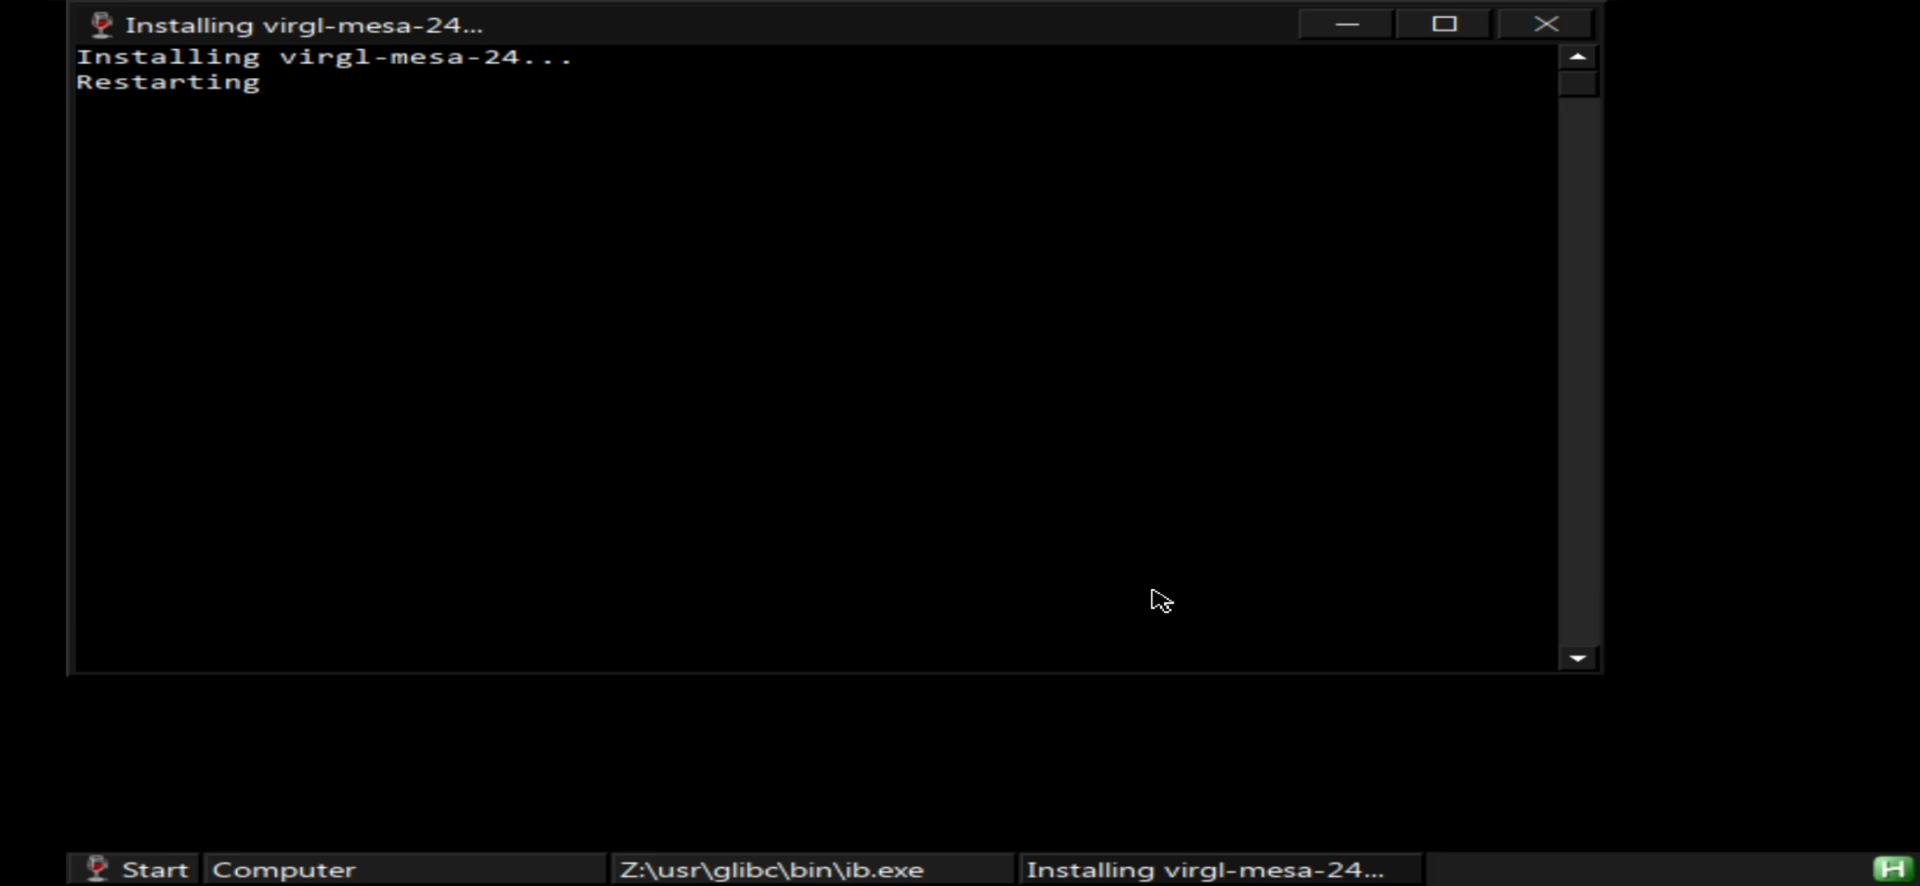 Installing virgl-mesa-24...
Installing virgl-mesa-24...
Restarting
Start
Computer
Z:\usr\glibc\bin\ib.exe
Installing virgl-mesa-24...
H